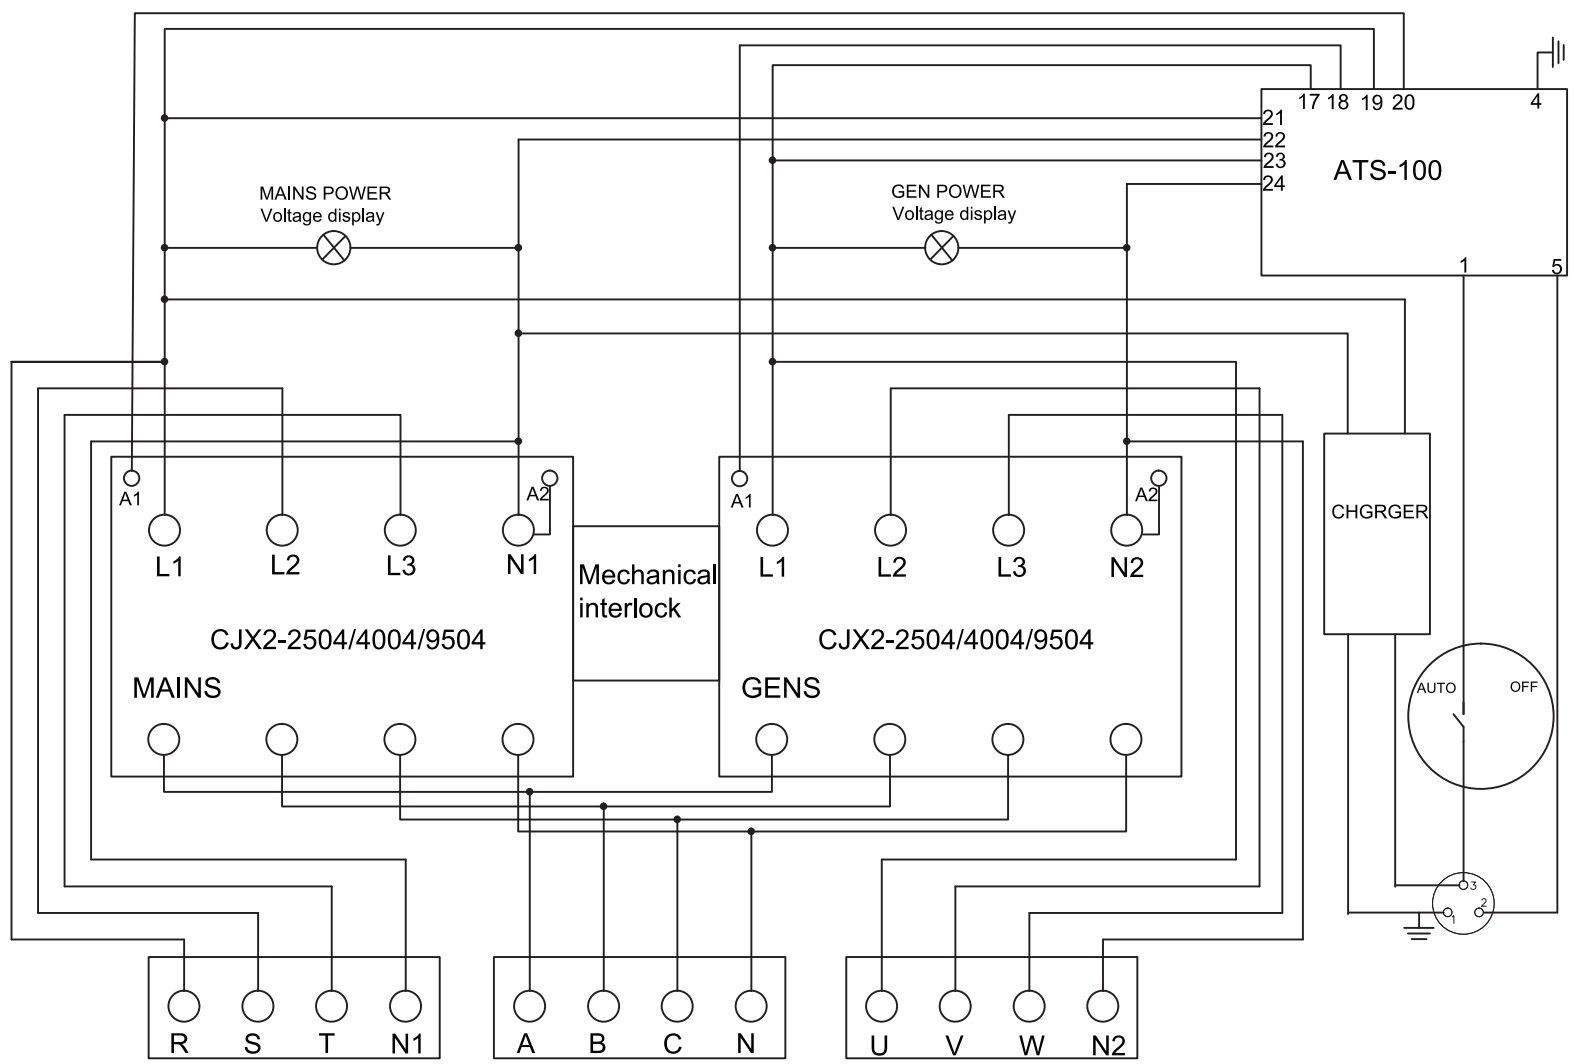 17 18 19 20 4
21
22
23
24
ATS-100
1 5
MAINS POWER
Voltage display
GEN POWER
Voltage display
A1 A2
L1 L2 L3 N1
CJX2-2504/4004/9504
MAINS
Mechanical
interlock
A1 A2
L1 L2 L3 N2
CJX2-2504/4004/9504
GENS
CHGRGER
AUTO OFF
3
1 2
R S T N1
A B C N
U V W N2